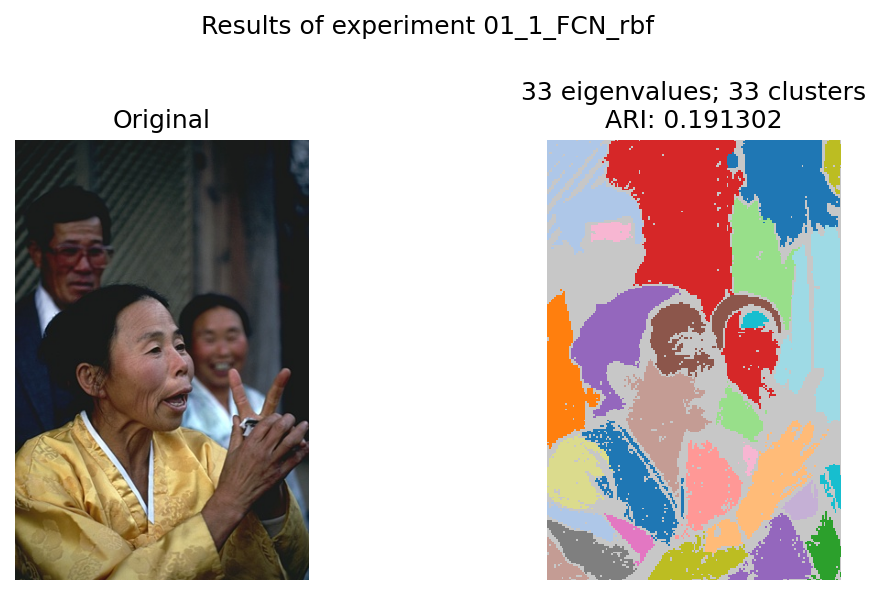 Results of experiment 01_1_FCN_rbf
Original
33 eigenvalues; 33 clusters
ARI: 0.191302